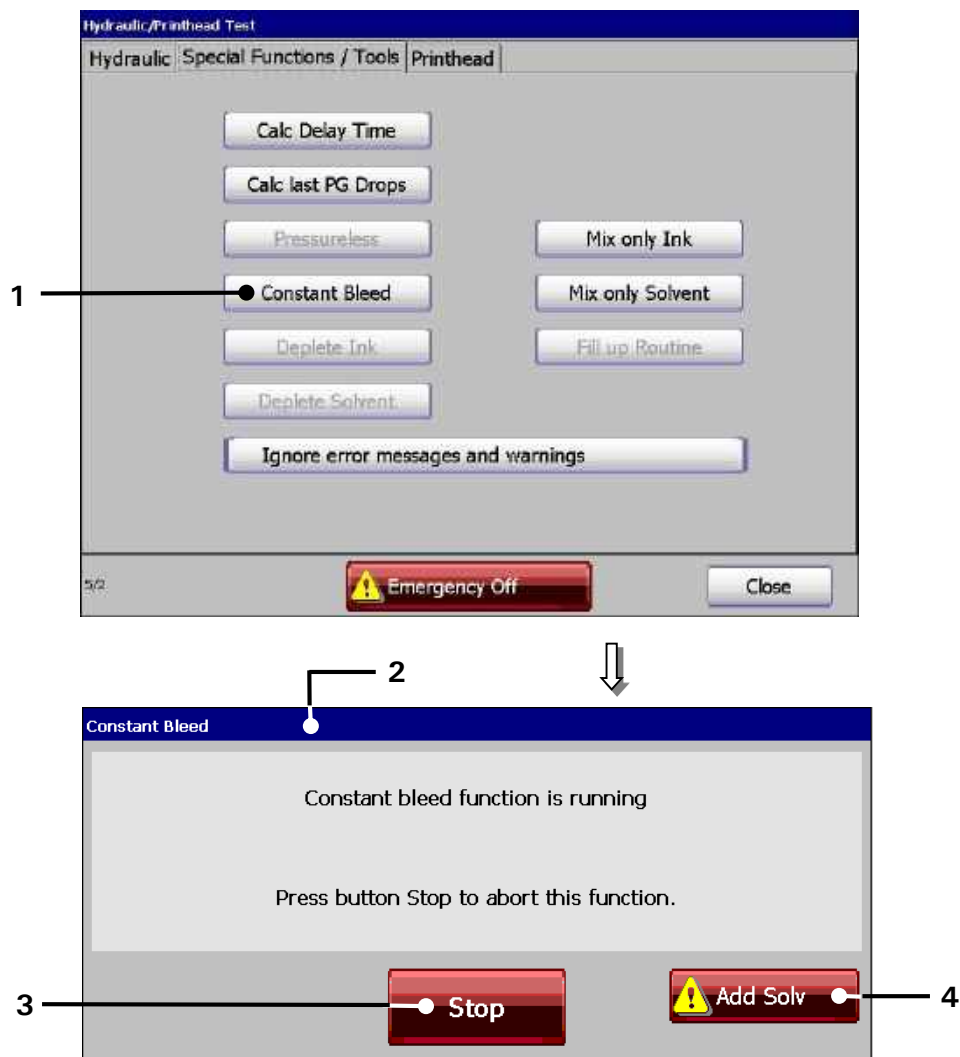 Hydraulic/Printhead Test
Hydraulic Special Functions / Tools Printhead
Calc Delay Time
Calc last PG Drops
Pressureless Mix only Ink
1 Constant Bleed Mix only Solvent
Deplete Ink Fill up Routine
Deplete Solvent
Ignore error messages and warnings
5/2 Emergency Off Close
2
Constant Bleed
Constant bleed function is running
Press button Stop to abort this function.
3 Stop Add Solv 4